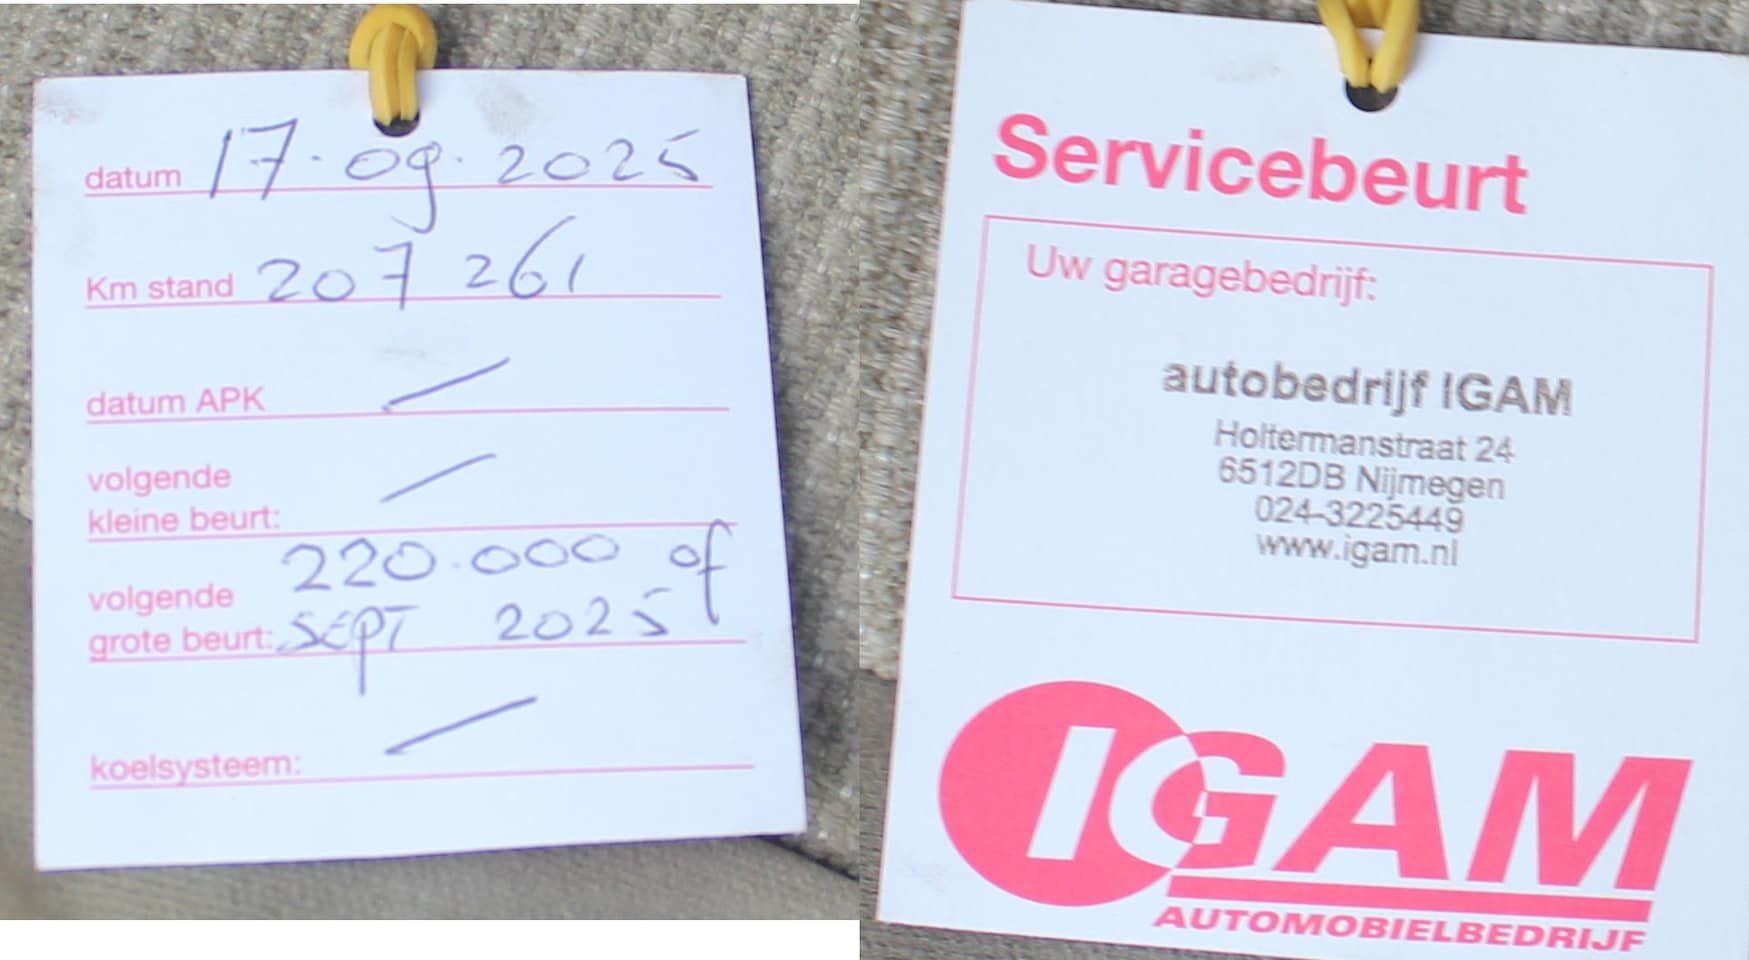 datum 17-09-2025
Km stand 207 261
datum APK /
volgende
kleine beurt: /
220.000 of
volgende
grote beurt: SEPT 2025
koelsysteem: /
Servicebeurt
Uw garagebedrijf:
autobedrijf IGAM
Holtermanstraat 24
6512DB Nijmegen
024-3225449
www.igam.nl
IGAM
AUTOMOBIELBEDRIJF